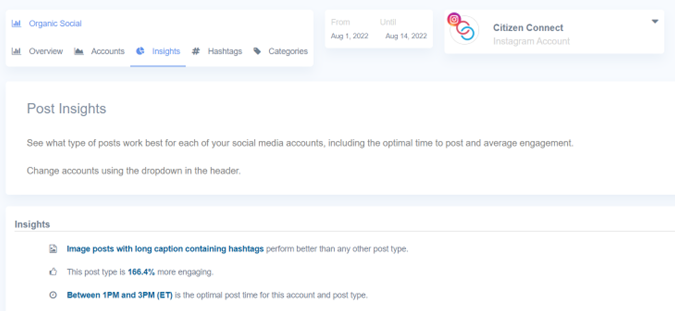 Organic Social
Overview Accounts Insights Hashtags Categories
From Until
Aug 1, 2022 Aug 14, 2022
Citizen Connect
Instagram Account
Post Insights
See what type of posts work best for each of your social media accounts, including the optimal time to post and average engagement.
Change accounts using the dropdown in the header.
Insights
Image posts with long caption containing hashtags perform better than any other post type.
This post type is 166.4% more engaging.
Between 1PM and 3PM (ET) is the optimal post time for this account and post type.